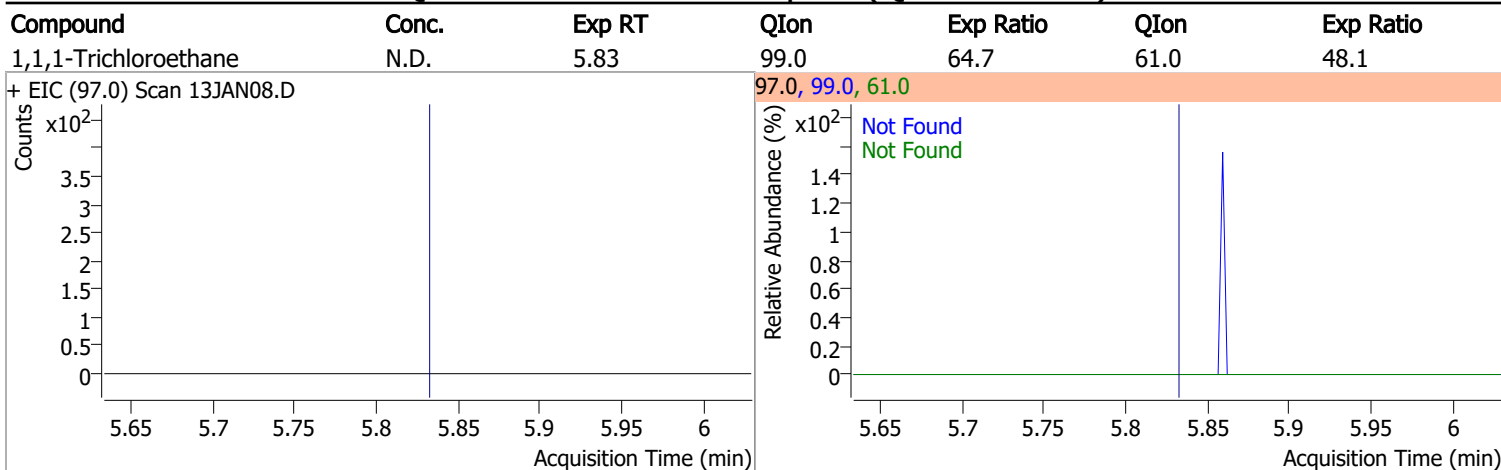 Compound Conc. Exp RT QIon Exp Ratio QIon Exp Ratio
1,1,1-Trichloroethane N.D. 5.83 99.0 64.7 61.0 48.1
+ EIC (97.0) Scan 13JAN08.D
Counts
x10²
3.5
3
2.5
2
1.5
1
0.5
0
5.65 5.7 5.75 5.8 5.85 5.9 5.95 6
Acquisition Time (min)
97.0, 99.0, 61.0
Relative Abundance (%)
x10²
Not Found
Not Found
1.4
1.2
1
0.8
0.6
0.4
0.2
0
5.65 5.7 5.75 5.8 5.85 5.9 5.95 6
Acquisition Time (min)